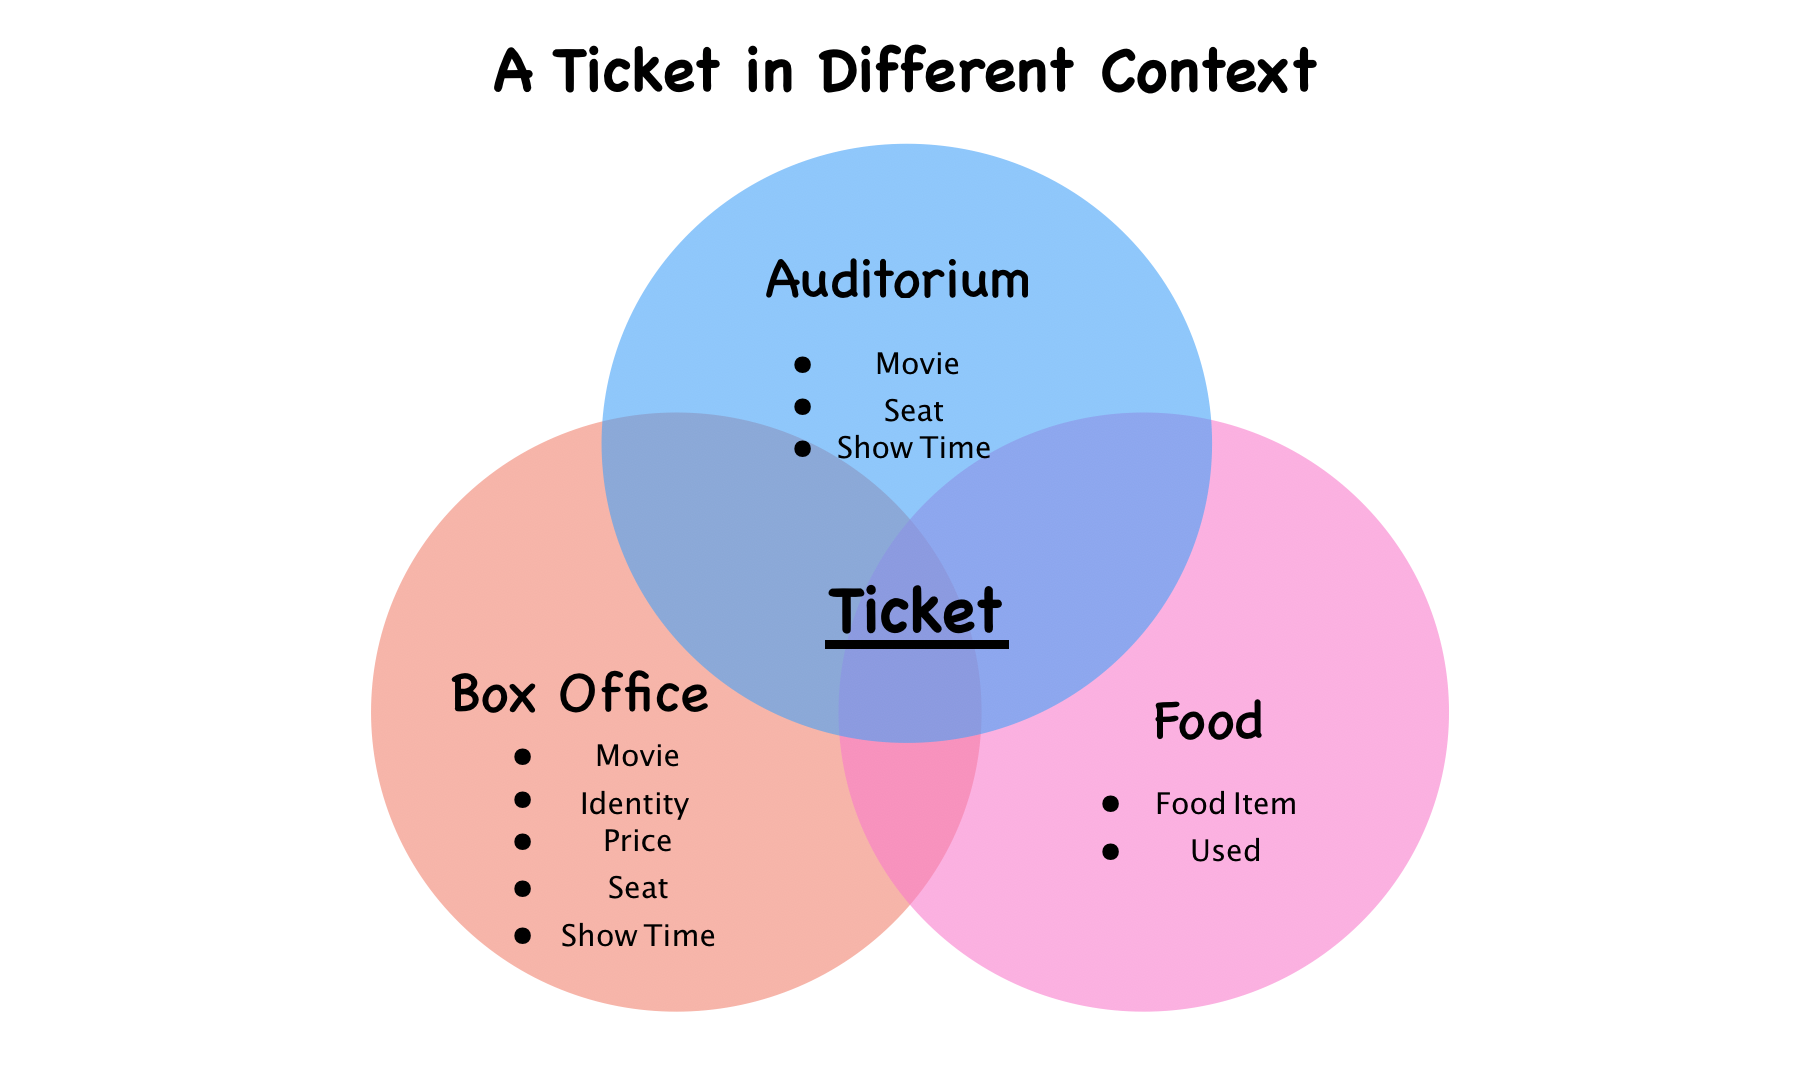 A Ticket in Different Context
Auditorium
● Movie
● Seat
● Show Time
Ticket
Box Office
● Movie
● Identity
● Price
● Seat
● Show Time
Food
● Food Item
● Used